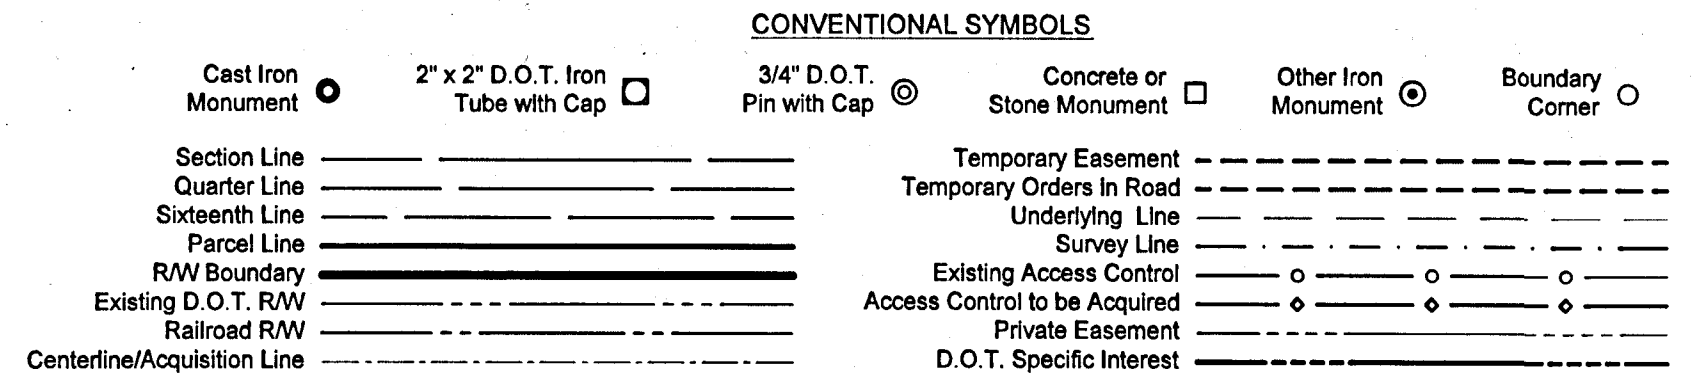 CONVENTIONAL SYMBOLS
Cast Iron
Monument
2" x 2" D.O.T. Iron
Tube with Cap
3/4" D.O.T.
Pin with Cap
Concrete or
Stone Monument
Other Iron
Monument
Boundary
Corner
Section Line
Quarter Line
Sixteenth Line
Parcel Line
R/W Boundary
Existing D.O.T. R/W
Railroad R/W
Centerline/Acquisition Line
Temporary Easement
Temporary Orders In Road
Underlying Line
Survey Line
Existing Access Control
Access Control to be Acquired
Private Easement
D.O.T. Specific Interest